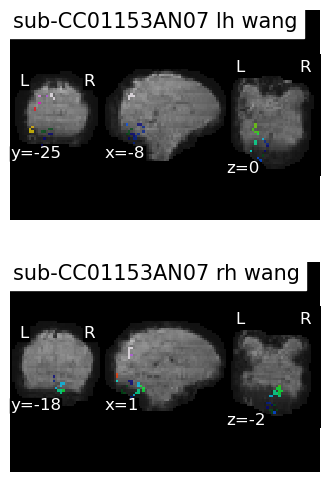 sub-CC01153AN07 lh wang
L R L R
y=-25 x=-8 z=0
sub-CC01153AN07 rh wang
L R L R
y=-18 x=1 z=-2